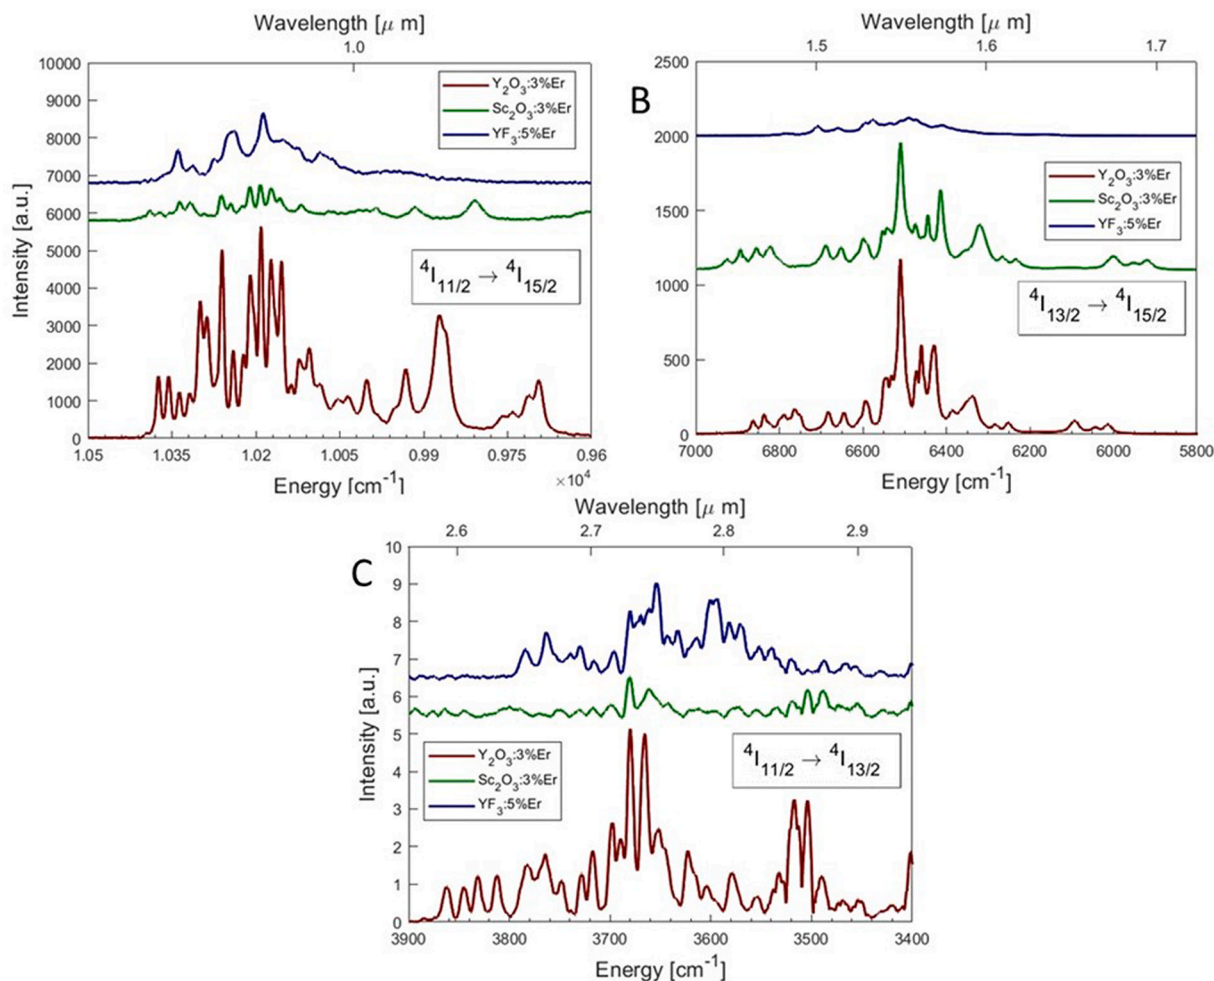 Wavelength [μ m]
1.0
10000
9000
8000
7000
6000
5000
4000
3000
2000
1000
0
Intensity [a.u.]
Y2O3:3%Er
Sc2O3:3%Er
YF3:5%Er
4I11/2 → 4I15/2
1.05 1.035 1.02 1.005 0.99 0.975 0.96
×10^4
Energy [cm-1]
Wavelength [μ m]
1.5 1.6 1.7
B
2500
2000
1500
1000
500
0
Y2O3:3%Er
Sc2O3:3%Er
YF3:5%Er
4I13/2 → 4I15/2
7000 6800 6600 6400 6200 6000 5800
Energy [cm-1]
Wavelength [μ m]
2.6 2.7 2.8 2.9
C
10
9
8
7
6
5
4
3
2
1
0
Intensity [a.u.]
Y2O3:3%Er
Sc2O3:3%Er
YF3:5%Er
4I11/2 → 4I13/2
3900 3800 3700 3600 3500 3400
Energy [cm-1]